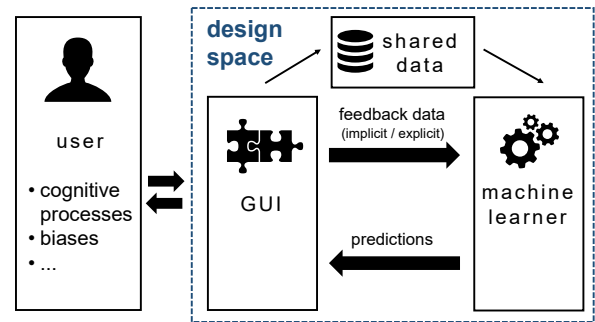 user
• cognitive
processes
• biases
• ...
design
space
shared
data
GUI
feedback data
(implicit / explicit)
predictions
machine
learner